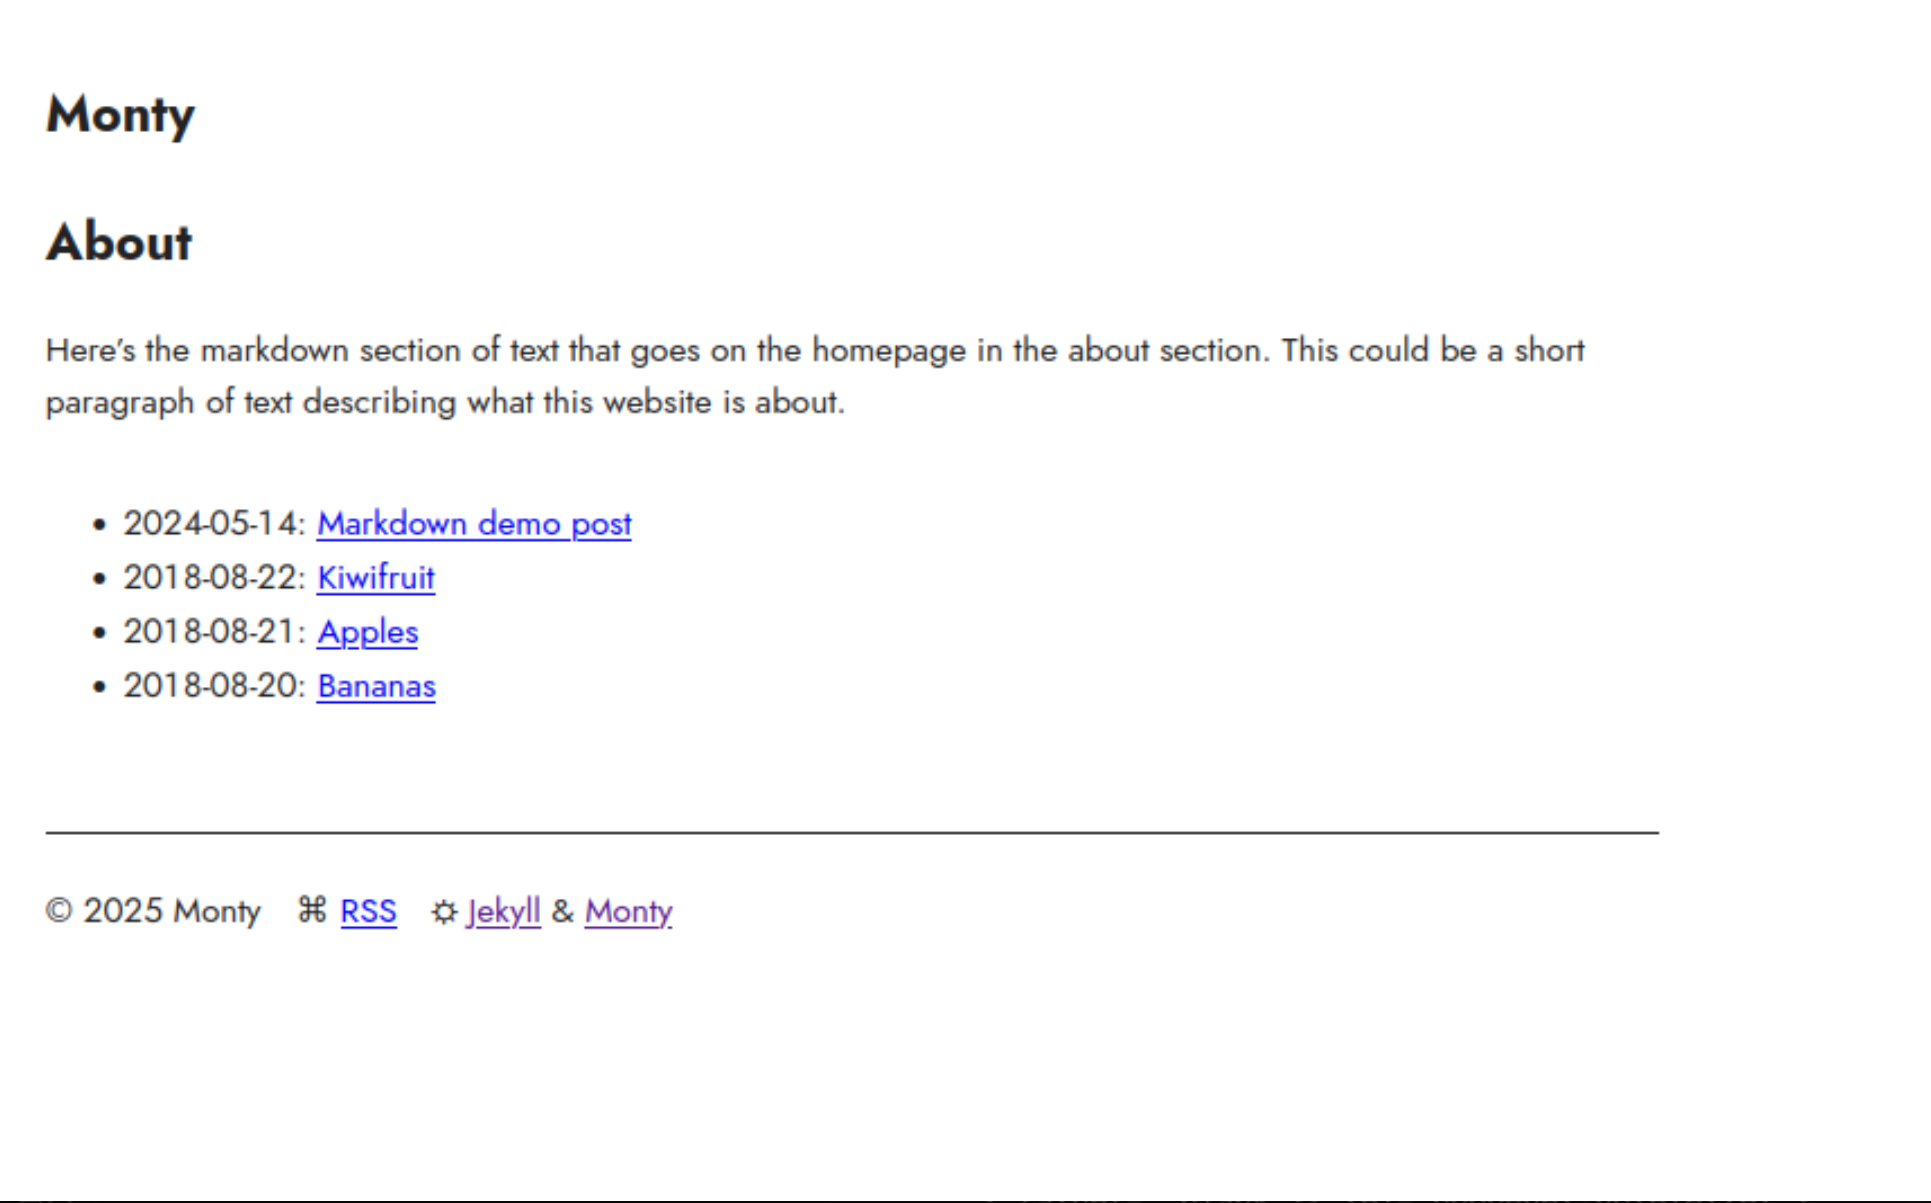 Monty
About
Here’s the markdown section of text that goes on the homepage in the about section. This could be a short
paragraph of text describing what this website is about.
• 2024-05-14: Markdown demo post
• 2018-08-22: Kiwifruit
• 2018-08-21: Apples
• 2018-08-20: Bananas
© 2025 Monty ⌘ RSS ⛭ Jekyll & Monty